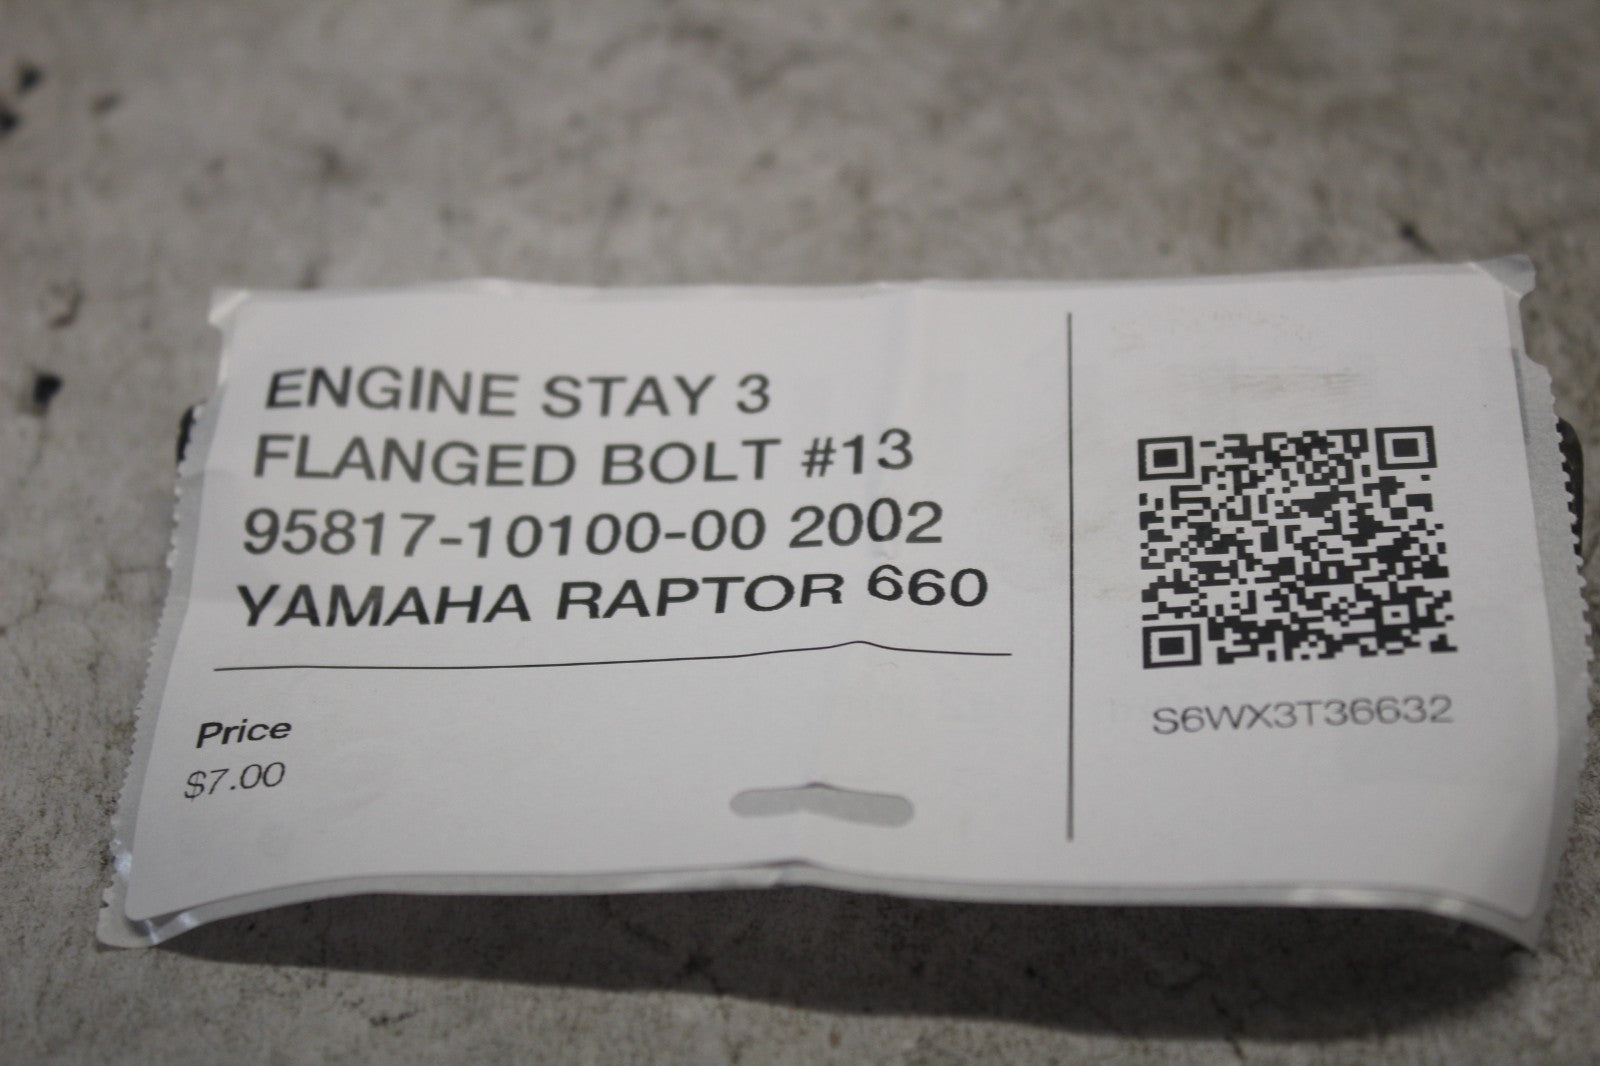 ENGINE STAY 3
FLANGED BOLT #13
95817-10100-00 2002
YAMAHA RAPTOR 660
Price
$7.00
S6WX3T36632